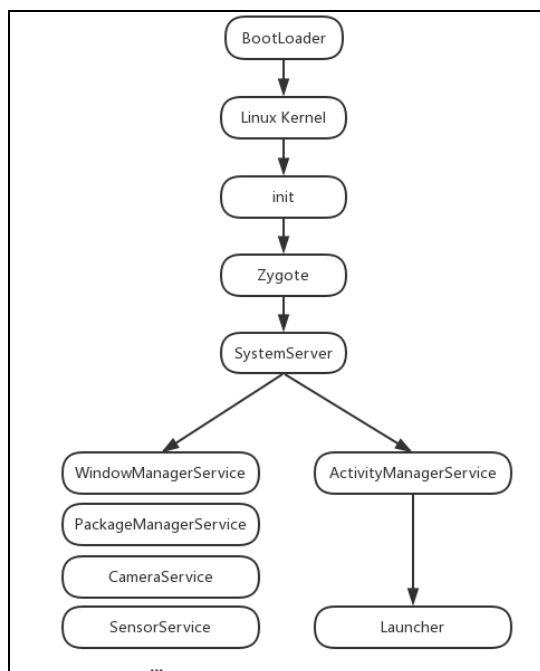 BootLoader
Linux Kernel
init
Zygote
SystemServer
WindowManagerService
ActivityManagerService
PackageManagerService
CameraService
SensorService
Launcher
...